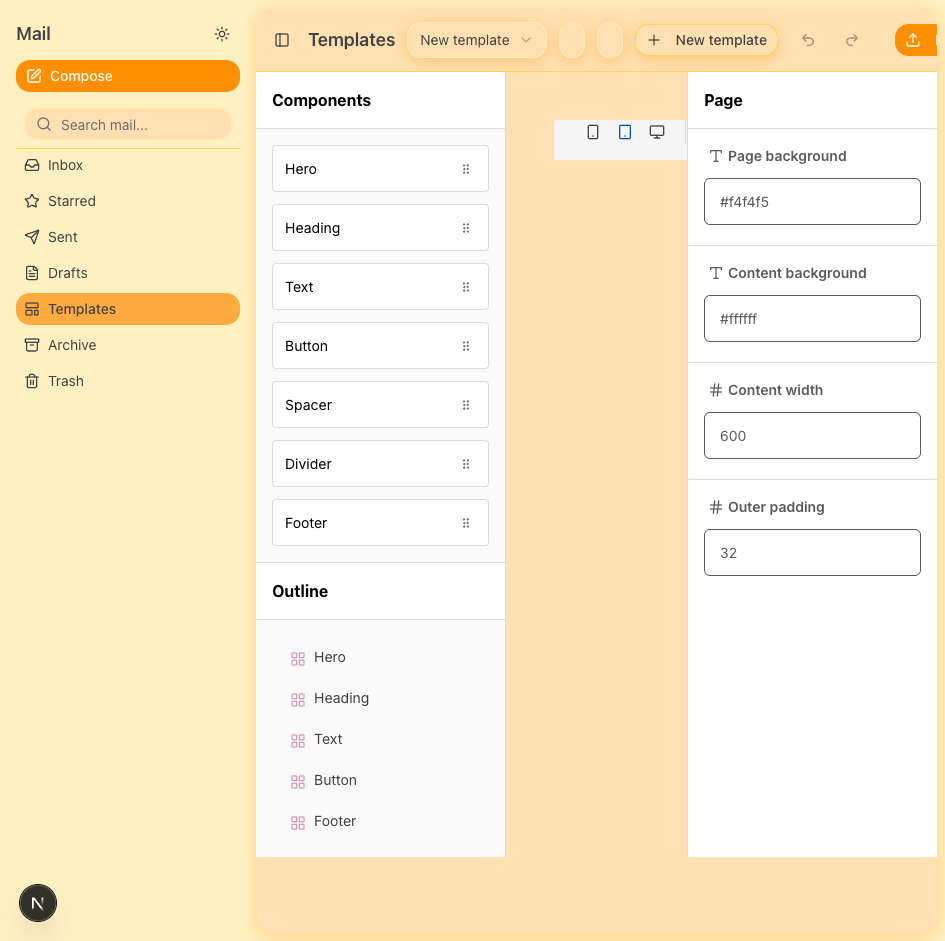 Mail
Compose
Search mail...
Inbox
Starred
Sent
Drafts
Templates
Archive
Trash
N
Templates
New template
New template
Components
Hero
Heading
Text
Button
Spacer
Divider
Footer
Outline
Hero
Heading
Text
Button
Footer
Page
Page background
#f4f4f5
Content background
#ffffff
Content width
600
Outer padding
32